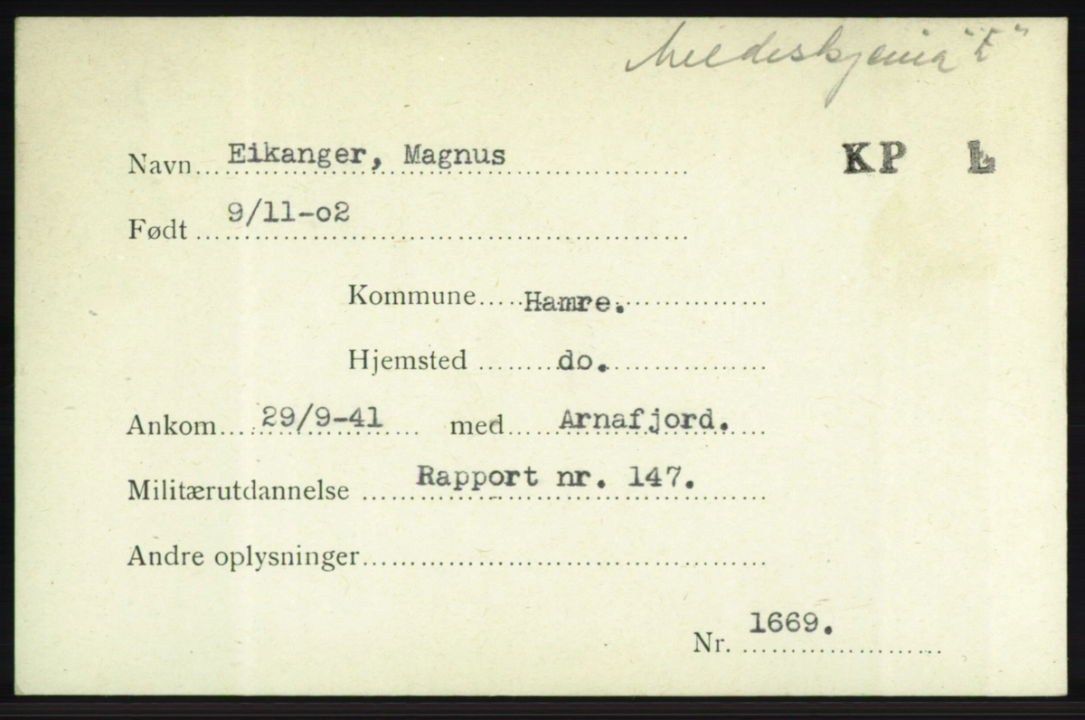 Meldeskjema "E"
KP L
Navn... Eikanger, Magnus
Født... 9/11-o2
Kommune... Hamre.
Hjemsted... do.
Ankom... 29/9-41 med... Arnafjord.
Militærutdannelse... Rapport nr. 147.
Andre oplysninger...
Nr. 1669.